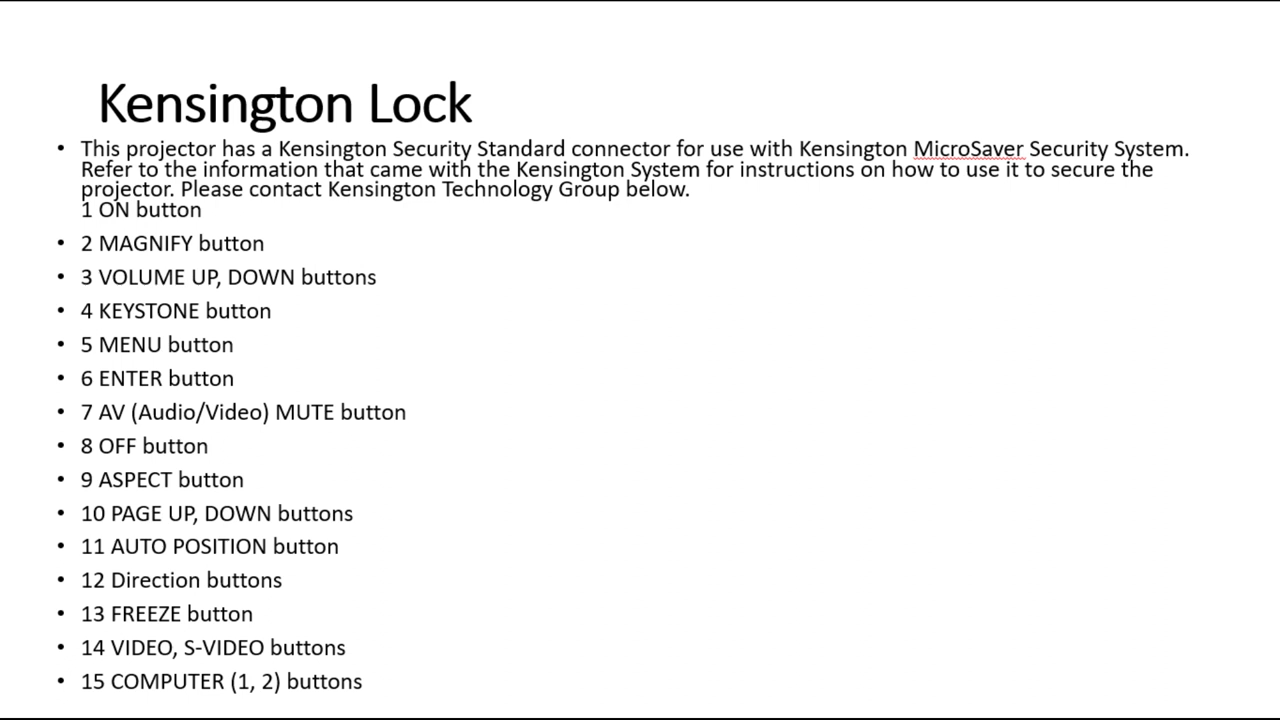 Kensington Lock
• This projector has a Kensington Security Standard connector for use with Kensington MicroSaver Security System.
Refer to the information that came with the Kensington System for instructions on how to use it to secure the
projector. Please contact Kensington Technology Group below.
1 ON button
• 2 MAGNIFY button
• 3 VOLUME UP, DOWN buttons
• 4 KEYSTONE button
• 5 MENU button
• 6 ENTER button
• 7 AV (Audio/Video) MUTE button
• 8 OFF button
• 9 ASPECT button
• 10 PAGE UP, DOWN buttons
• 11 AUTO POSITION button
• 12 Direction buttons
• 13 FREEZE button
• 14 VIDEO, S-VIDEO buttons
• 15 COMPUTER (1, 2) buttons